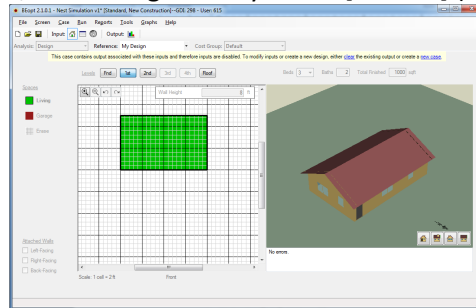 BEopt 2.1.0.1 - Nest Simulation v1* [Standard, New Construction]--GDE 298 - User: 615
File Screen Case Run Reports Tools Graphs Help
Input: Output:
Analysis: Design Reference: My Design Cost Group: Default
This case contains output associated with these inputs and therefore inputs are disabled. To modify inputs or create a new design, either clear the existing output or create a new case.
Levels Fnd 1st 2nd 3rd 4th Roof Beds 3 Baths 2 Total Finished 1000 sqft
Spaces
Wall Height ft
Living
Garage
Erase
Attached Walls
Left-Facing
Right-Facing
Back-Facing
Scale: 1 cell = 2 ft Front
No errors.